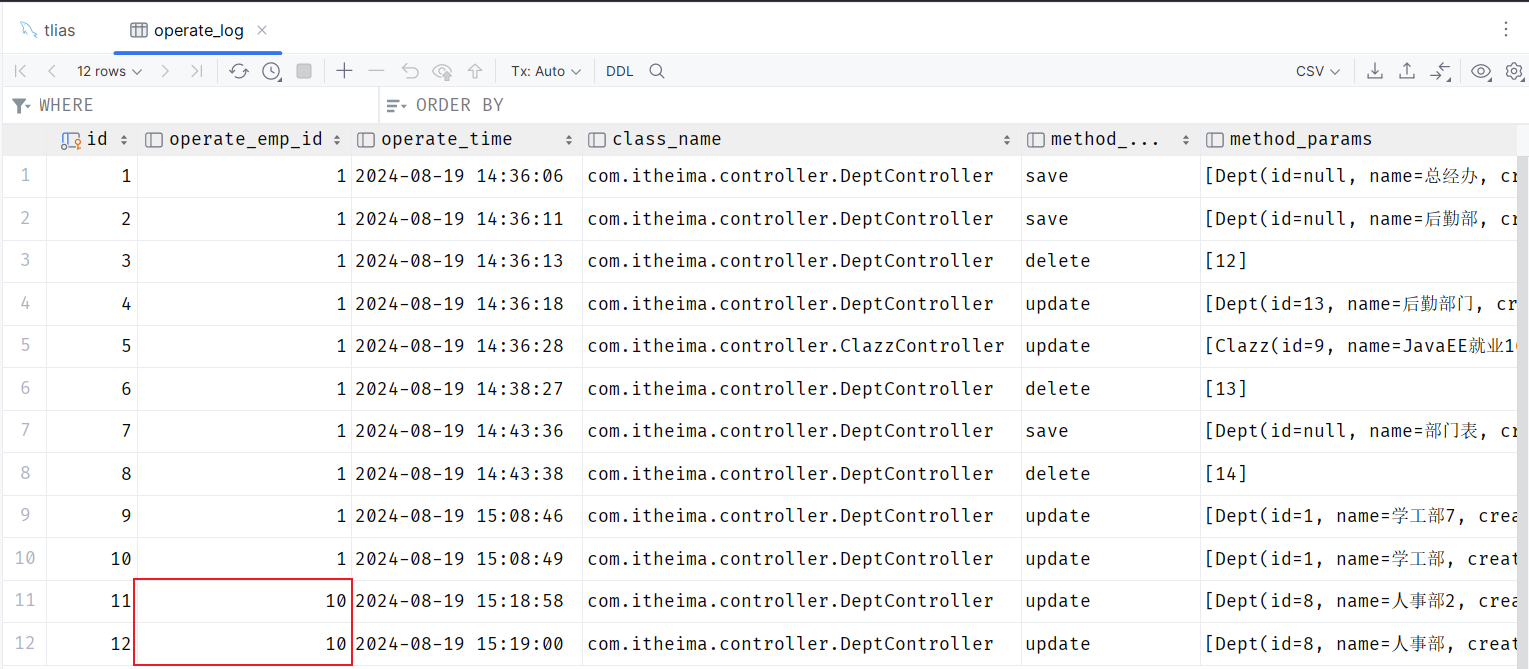 tlias operate_log
12 rows Tx: Auto DDL CSV
WHERE ORDER BY
id operate_emp_id operate_time class_name method_... method_params
1 1 1 2024-08-19 14:36:06 com.itheima.controller.DeptController save [Dept(id=null, name=总经办, cr
2 2 1 2024-08-19 14:36:11 com.itheima.controller.DeptController save [Dept(id=null, name=后勤部, cr
3 3 1 2024-08-19 14:36:13 com.itheima.controller.DeptController delete [12]
4 4 1 2024-08-19 14:36:18 com.itheima.controller.DeptController update [Dept(id=13, name=后勤部门, cr
5 5 1 2024-08-19 14:36:28 com.itheima.controller.ClazzController update [Clazz(id=9, name=JavaEE就业1
6 6 1 2024-08-19 14:38:27 com.itheima.controller.DeptController delete [13]
7 7 1 2024-08-19 14:43:36 com.itheima.controller.DeptController save [Dept(id=null, name=部门表, cr
8 8 1 2024-08-19 14:43:38 com.itheima.controller.DeptController delete [14]
9 9 1 2024-08-19 15:08:46 com.itheima.controller.DeptController update [Dept(id=1, name=学工部7, crea
10 10 1 2024-08-19 15:08:49 com.itheima.controller.DeptController update [Dept(id=1, name=学工部, creat
11 11 10 2024-08-19 15:18:58 com.itheima.controller.DeptController update [Dept(id=8, name=人事部2, crea
12 12 10 2024-08-19 15:19:00 com.itheima.controller.DeptController update [Dept(id=8, name=人事部, creat